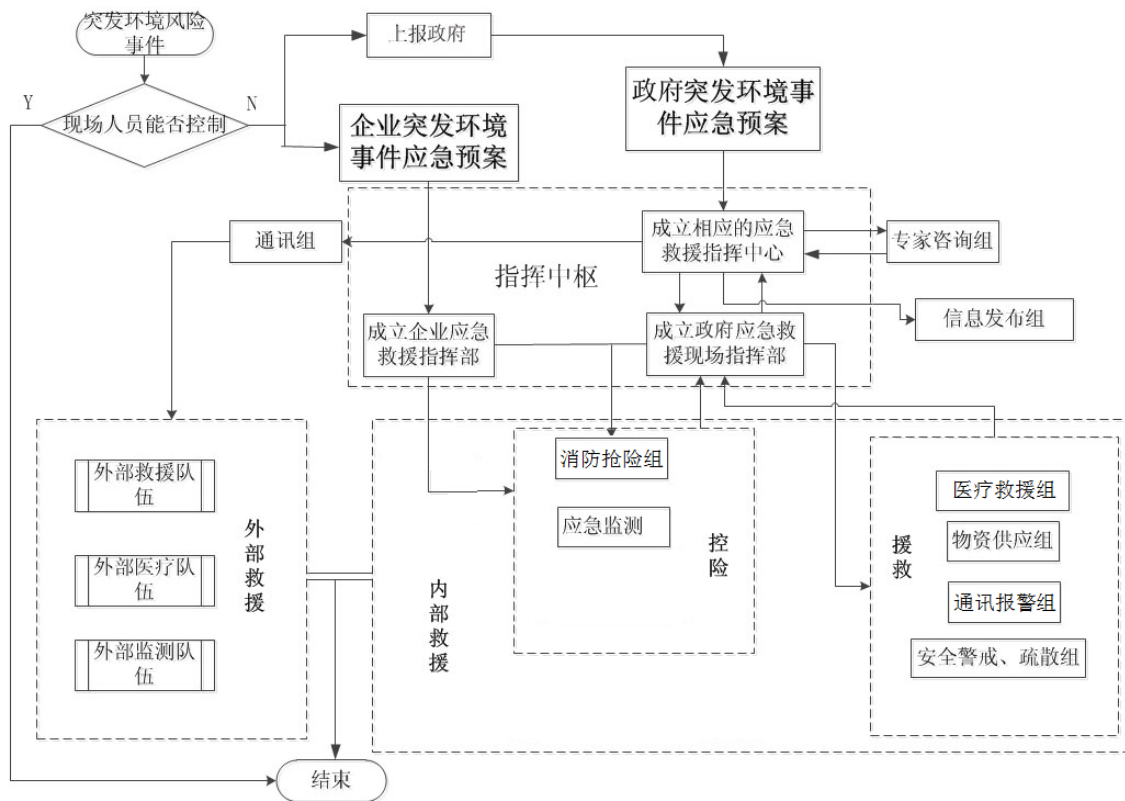 突发环境风险
事件
上报政府
Y
现场人员能否控制
N
政府突发环境事
件应急预案
企业突发环境
事件应急预案
通讯组
成立相应的应急
救援指挥中心
专家咨询组
指挥中枢
信息发布组
成立企业应急
救援指挥部
成立政府应急救
援现场指挥部
外部救援队
伍
外部医疗队
伍
外部监测队
伍
外部救援
内部救援
消防抢险组
应急监测
控险
援救
医疗救援组
物资供应组
通讯报警组
安全警戒、疏散组
结束